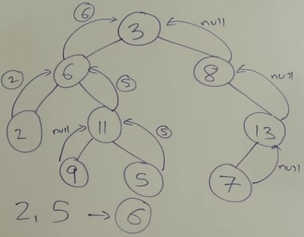 6 3 null
2 6 5 8 null
2 null 11 5 13
9 5 7 null
2, 5 → 6